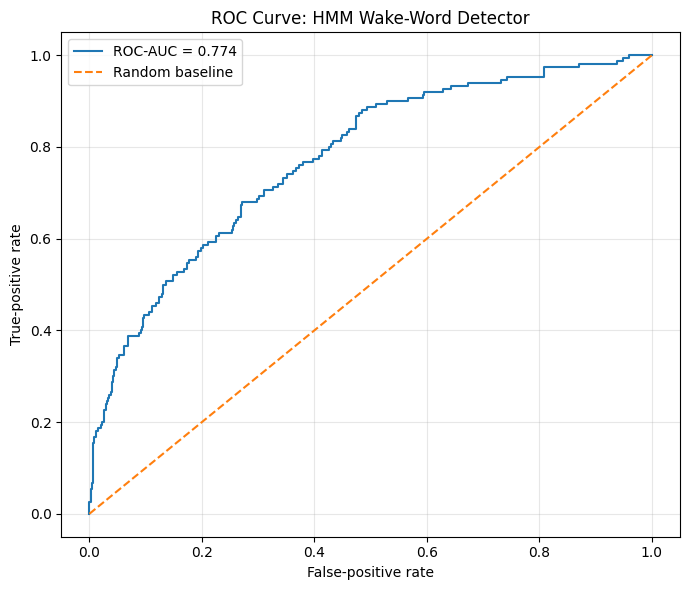 ROC Curve: HMM Wake-Word Detector
ROC-AUC = 0.774
Random baseline
1.0
0.8
0.6
0.4
0.2
0.0
True-positive rate
0.0 0.2 0.4 0.6 0.8 1.0
False-positive rate